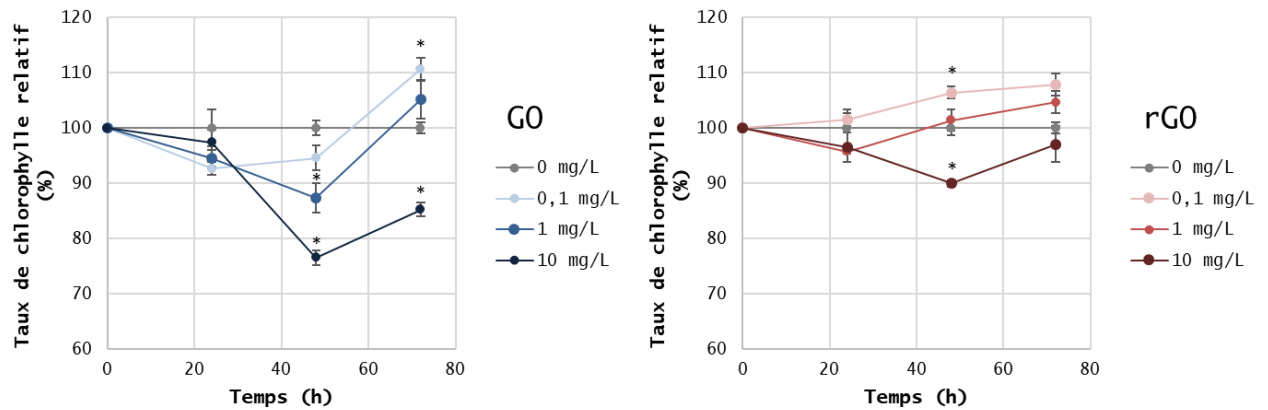 Taux de chlorophylle relatif
(%)
120
110
100
90
80
70
60
0
20
40
60
80
Temps (h)
*
*
*
*
GO
0 mg/L
0,1 mg/L
1 mg/L
10 mg/L
Taux de chlorophylle relatif
(%)
120
110
100
90
80
70
60
0
20
40
60
80
Temps (h)
*
*
rGO
0 mg/L
0,1 mg/L
1 mg/L
10 mg/L